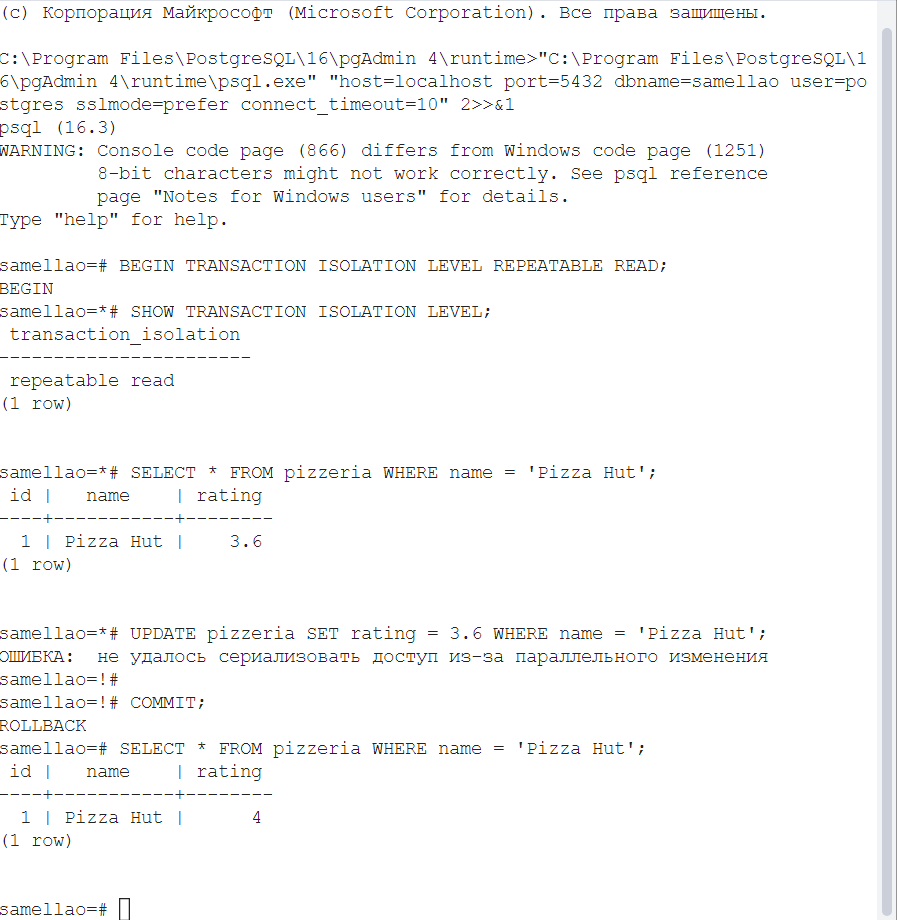 (c) Корпорация Майкрософт (Microsoft Corporation). Все права защищены.
C:\Program Files\PostgreSQL\16\pgAdmin 4\runtime>"C:\Program Files\PostgreSQL\1
6\pgAdmin 4\runtime\psql.exe" "host=localhost port=5432 dbname=samellao user=po
stgres sslmode=prefer connect_timeout=10" 2>>&1
psql (16.3)
WARNING: Console code page (866) differs from Windows code page (1251)
         8-bit characters might not work correctly. See psql reference
         page "Notes for Windows users" for details.
Type "help" for help.
samellao=# BEGIN TRANSACTION ISOLATION LEVEL REPEATABLE READ;
BEGIN
samellao=*# SHOW TRANSACTION ISOLATION LEVEL;
 transaction_isolation
-----------------------
 repeatable read
(1 row)
samellao=*# SELECT * FROM pizzeria WHERE name = 'Pizza Hut';
 id |   name    | rating
----+-----------+--------
  1 | Pizza Hut |    3.6
(1 row)
samellao=*# UPDATE pizzeria SET rating = 3.6 WHERE name = 'Pizza Hut';
ОШИБКА:  не удалось сериализовать доступ из-за параллельного изменения
samellao=!#
samellao=!# COMMIT;
ROLLBACK
samellao=# SELECT * FROM pizzeria WHERE name = 'Pizza Hut';
 id |   name    | rating
----+-----------+--------
  1 | Pizza Hut |      4
(1 row)
samellao=#